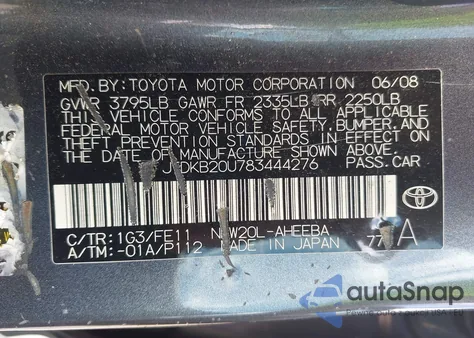 MFD. BY: TOYOTA MOTOR CORPORATION 06/08
GVWR 3795LB GAWR FR 2335LB RR 2250LB
THIS VEHICLE CONFORMS TO ALL APPLICABLE
FEDERAL MOTOR VEHICLE SAFETY, BUMPER, AND
THEFT PREVENTION STANDARDS IN EFFECT ON
THE DATE OF MANUFACTURE SHOWN ABOVE.
JTDKB20U783444276 PASS. CAR
C/TR: 1G3/FE11 NHW20L-AHEEBA
A/TM: -01A/P112 MADE IN JAPAN 77 A
autoSnap